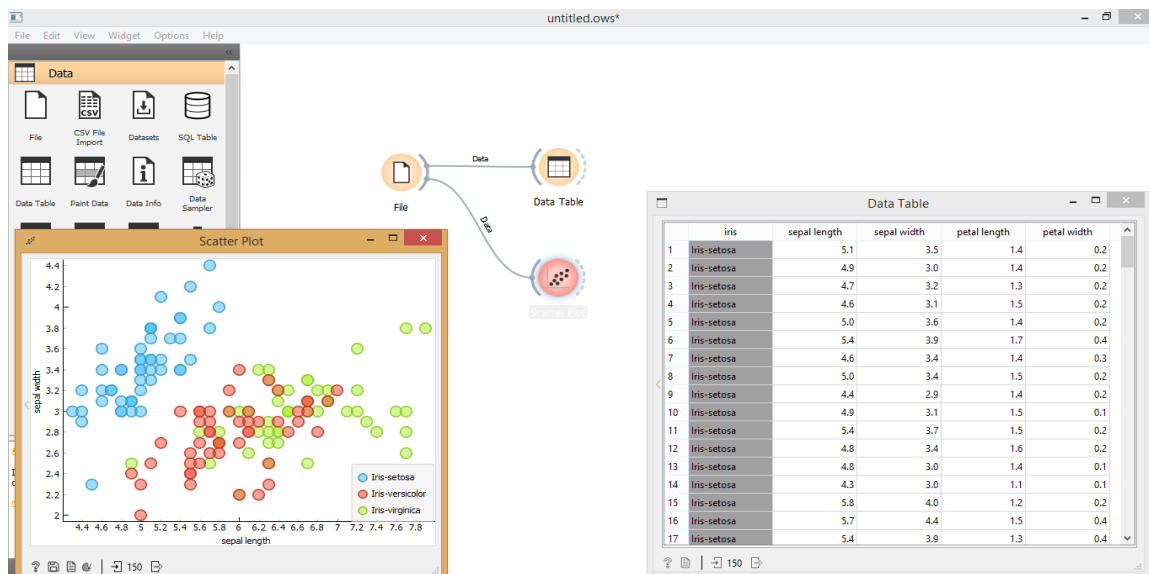 untitled.ows*
File Edit View Widget Options Help
Data
File CSV File Import Datasets SQL Table
Data Table Paint Data Data Info Data Sampler
File
Data
Data Table
Data
Scatter Plot
Scatter Plot
4.4
4.2
4
3.8
3.6
3.4
3.2
3
2.8
2.6
2.4
2.2
2
sepal width
4.4 4.6 4.8 5 5.2 5.4 5.6 5.8 6 6.2 6.4 6.6 6.8 7 7.2 7.4 7.6 7.8
sepal length
Iris-setosa
Iris-versicolor
Iris-virginica
150
Data Table
iris sepal length sepal width petal length petal width
1 Iris-setosa 5.1 3.5 1.4 0.2
2 Iris-setosa 4.9 3.0 1.4 0.2
3 Iris-setosa 4.7 3.2 1.3 0.2
4 Iris-setosa 4.6 3.1 1.5 0.2
5 Iris-setosa 5.0 3.6 1.4 0.2
6 Iris-setosa 5.4 3.9 1.7 0.4
7 Iris-setosa 4.6 3.4 1.4 0.3
8 Iris-setosa 5.0 3.4 1.5 0.2
9 Iris-setosa 4.4 2.9 1.4 0.2
10 Iris-setosa 4.9 3.1 1.5 0.1
11 Iris-setosa 5.4 3.7 1.5 0.2
12 Iris-setosa 4.8 3.4 1.6 0.2
13 Iris-setosa 4.8 3.0 1.4 0.1
14 Iris-setosa 4.3 3.0 1.1 0.1
15 Iris-setosa 5.8 4.0 1.2 0.2
16 Iris-setosa 5.7 4.4 1.5 0.4
17 Iris-setosa 5.4 3.9 1.3 0.4
150